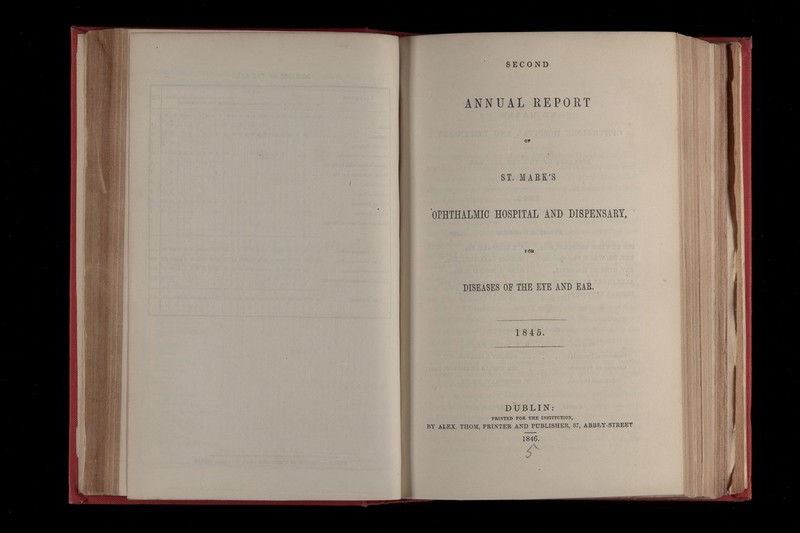 SECOND
ANNUAL REPORT
OF
ST. MARK'S
OPHTHALMIC HOSPITAL AND DISPENSARY,
FOR
DISEASES OF THE EYE AND EAR.
1845.
DUBLIN:
PRINTED FOR THE INSTITUTION,
BY ALEX. THOM, PRINTER AND PUBLISHER, 87, ABBEY-STREET
1846.
5